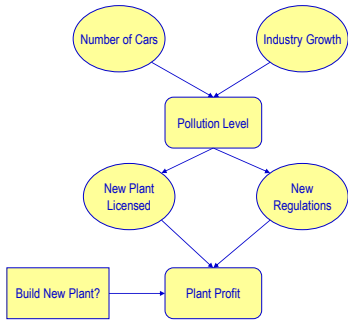 Number of Cars
Industry Growth
Pollution Level
New Plant
Licensed
New
Regulations
Build New Plant?
Plant Profit